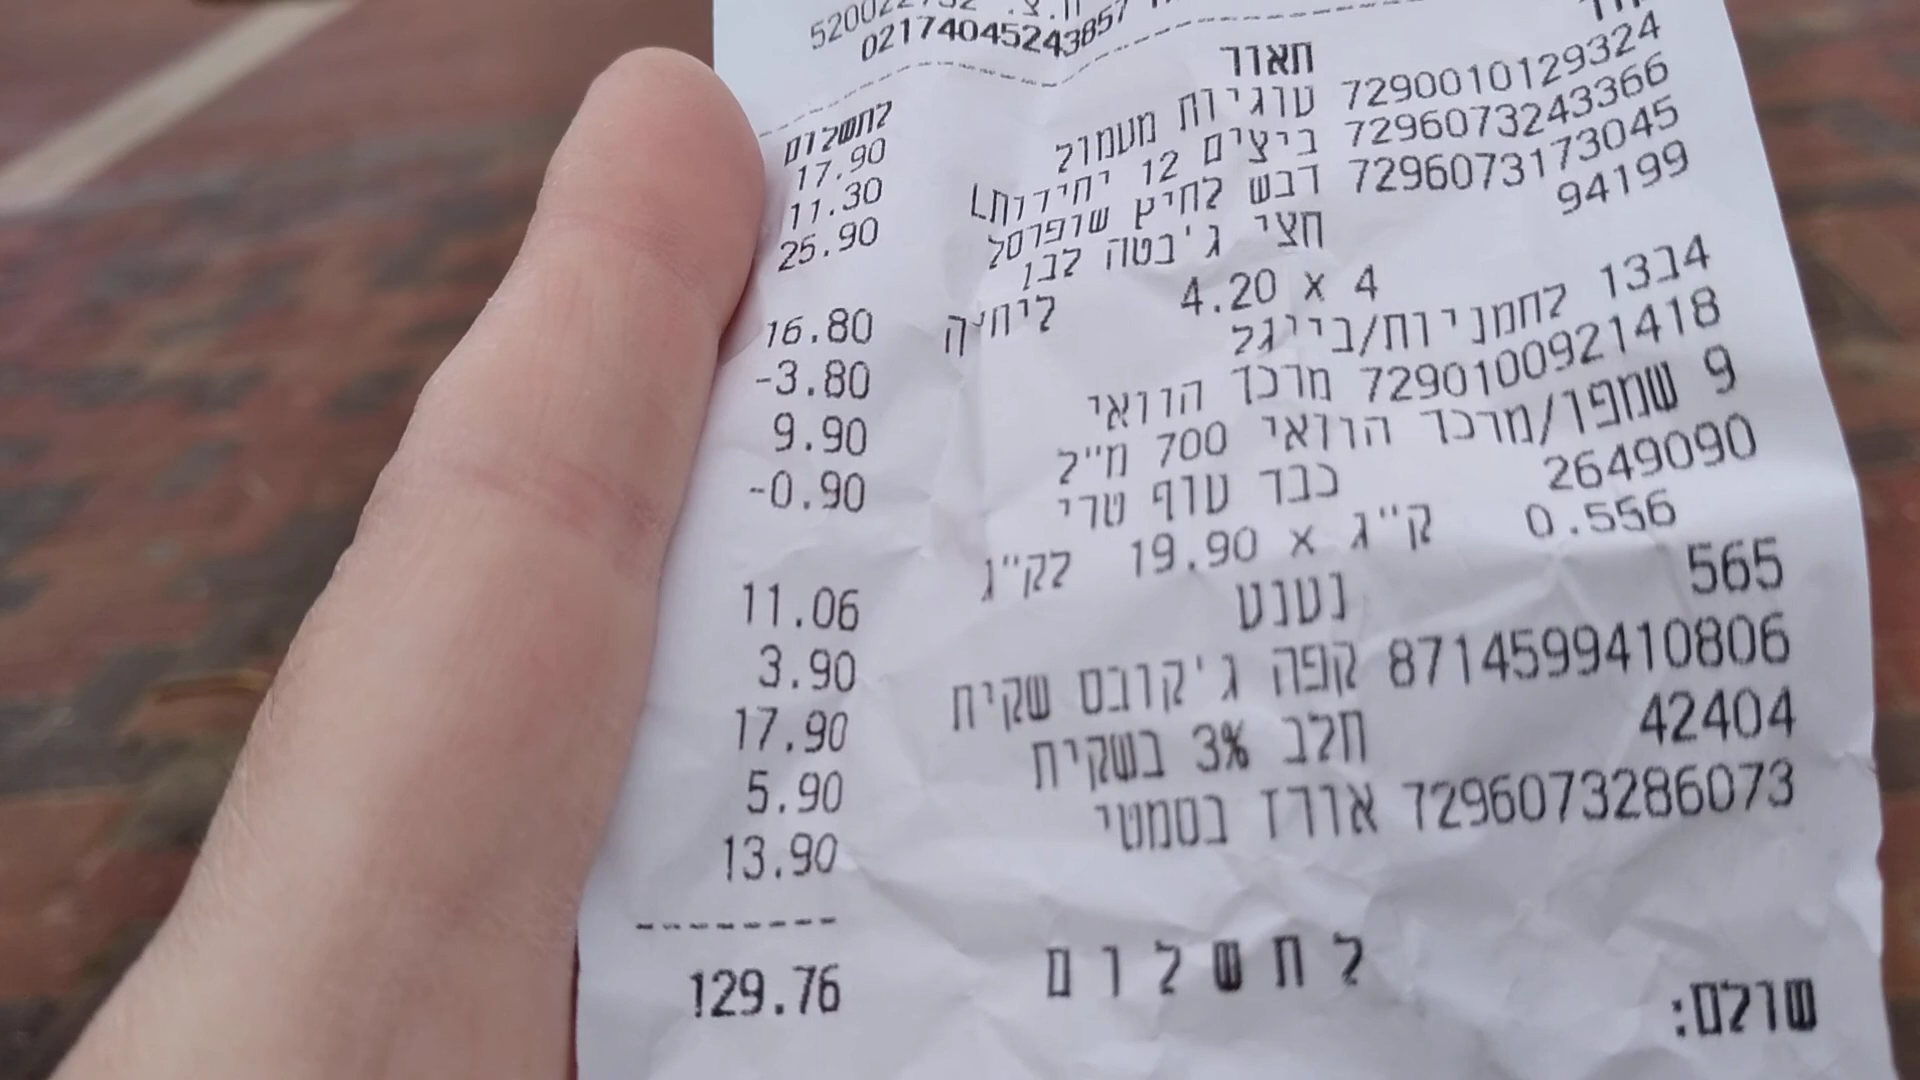 02174045243857
תאור לתשלום
7290010129324 עוגיות מעמול 17.90
7296073243366 ביצים 12 יחידותL 11.30
7296073173045 דבש לחיץ שופרסל 25.90
94199 חצי ג'בטה לבן
4 x 4.20 ליחידה 16.80
4ב13 לחמניות/בייגל -3.80
7290100921418 מרכך הוואי 9.90
9 שמפו/מרכך הוואי 700 מ"ל -0.90
2649090 כבד עוף טרי
0.556 ק"ג x 19.90 לק"ג 11.06
565 נענע 3.90
8714599410806 קפה ג'קובס שקית 17.90
42404 חלב 3% בשקית 5.90
7296073286073 אורז בסמטי 13.90
לתשלום 129.76
שולם: